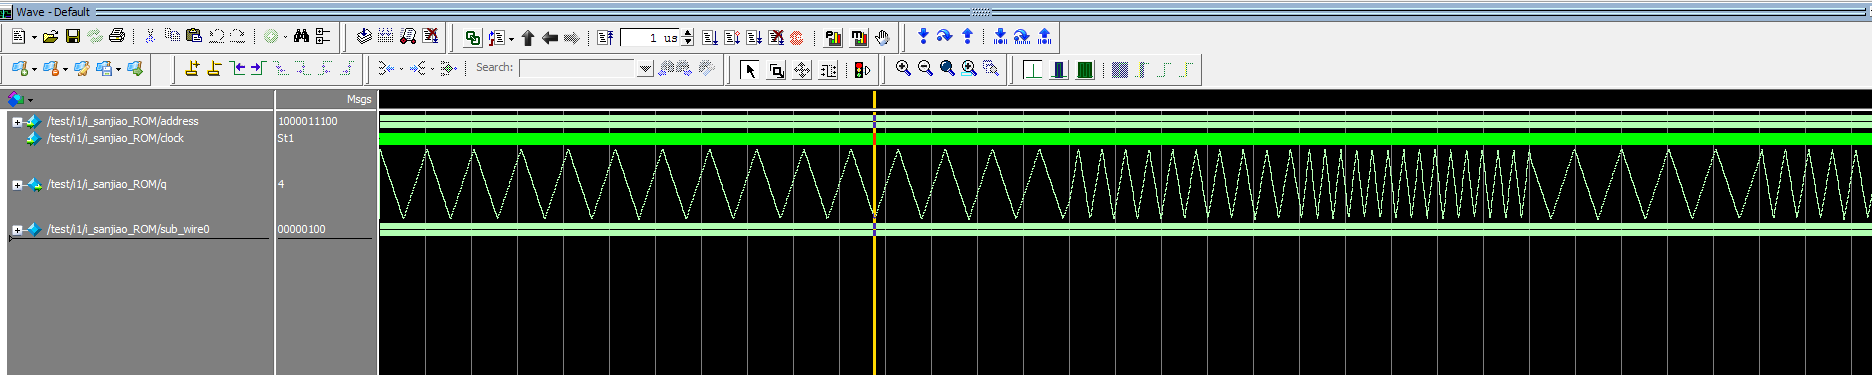 Wave - Default
1 us
Search:
Msgs
/test/i1/i_sanjiao_ROM/address 1000011100
/test/i1/i_sanjiao_ROM/clock St1
/test/i1/i_sanjiao_ROM/q 4
/test/i1/i_sanjiao_ROM/sub_wire0 00000100